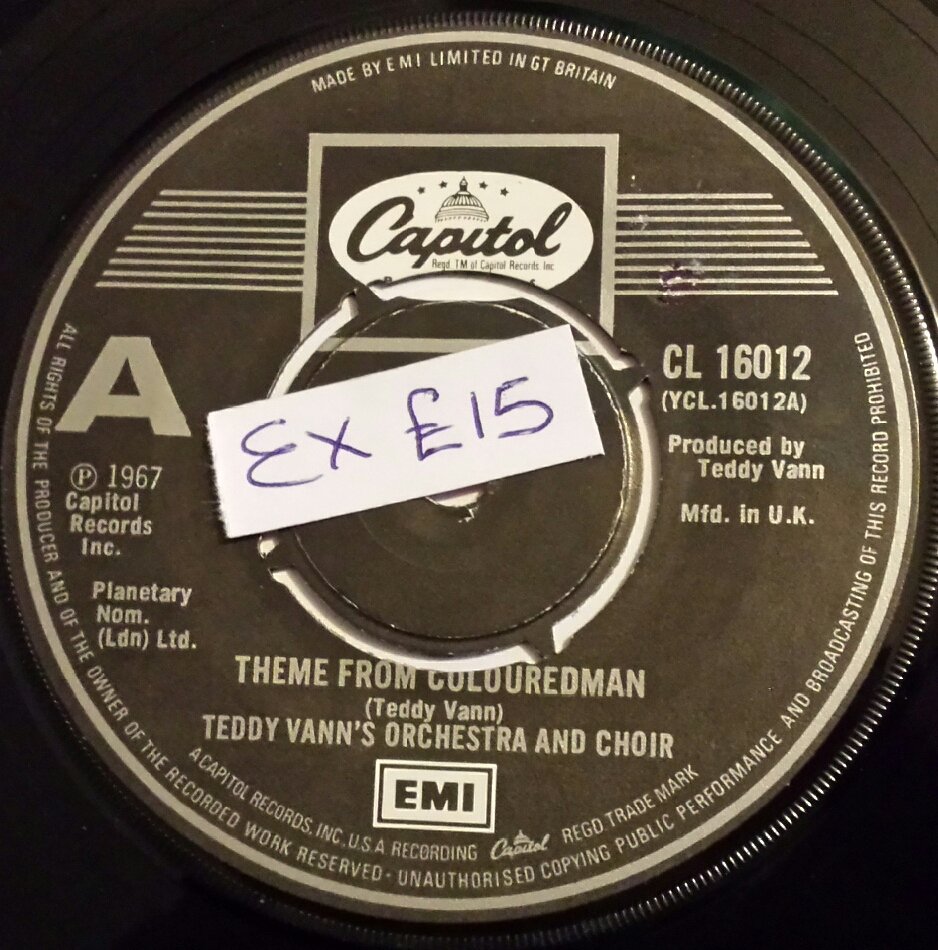 MADE BY EMI LIMITED IN GT BRITAIN
Capitol
Regd. TM of Capitol Records. Inc
A
CL 16012
(YCL.16012A)
Produced by
Teddy Vann
Mfd. in U.K.
EX £15
Ⓟ 1967
Capitol
Records
Inc.
Planetary
Nom.
(Ldn) Ltd.
THEME FROM COLOUREDMAN
(Teddy Vann)
TEDDY VANN'S ORCHESTRA AND CHOIR
EMI
A CAPITOL RECORDS, INC. U.S.A RECORDING Capitol REGD TRADE MARK
ALL RIGHTS OF THE PRODUCER AND OF THE OWNER OF THE RECORDED WORK RESERVED · UNAUTHORISED COPYING PUBLIC PERFORMANCE AND BROADCASTING OF THIS RECORD PROHIBITED